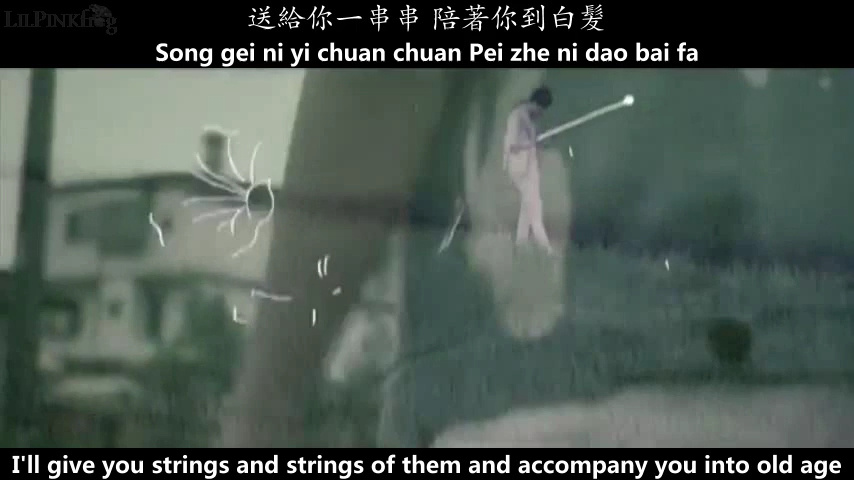 LILPINKfrog
送給你一串串 陪著你到白髮
Song gei ni yi chuan chuan Pei zhe ni dao bai fa
I'll give you strings and strings of them and accompany you into old age